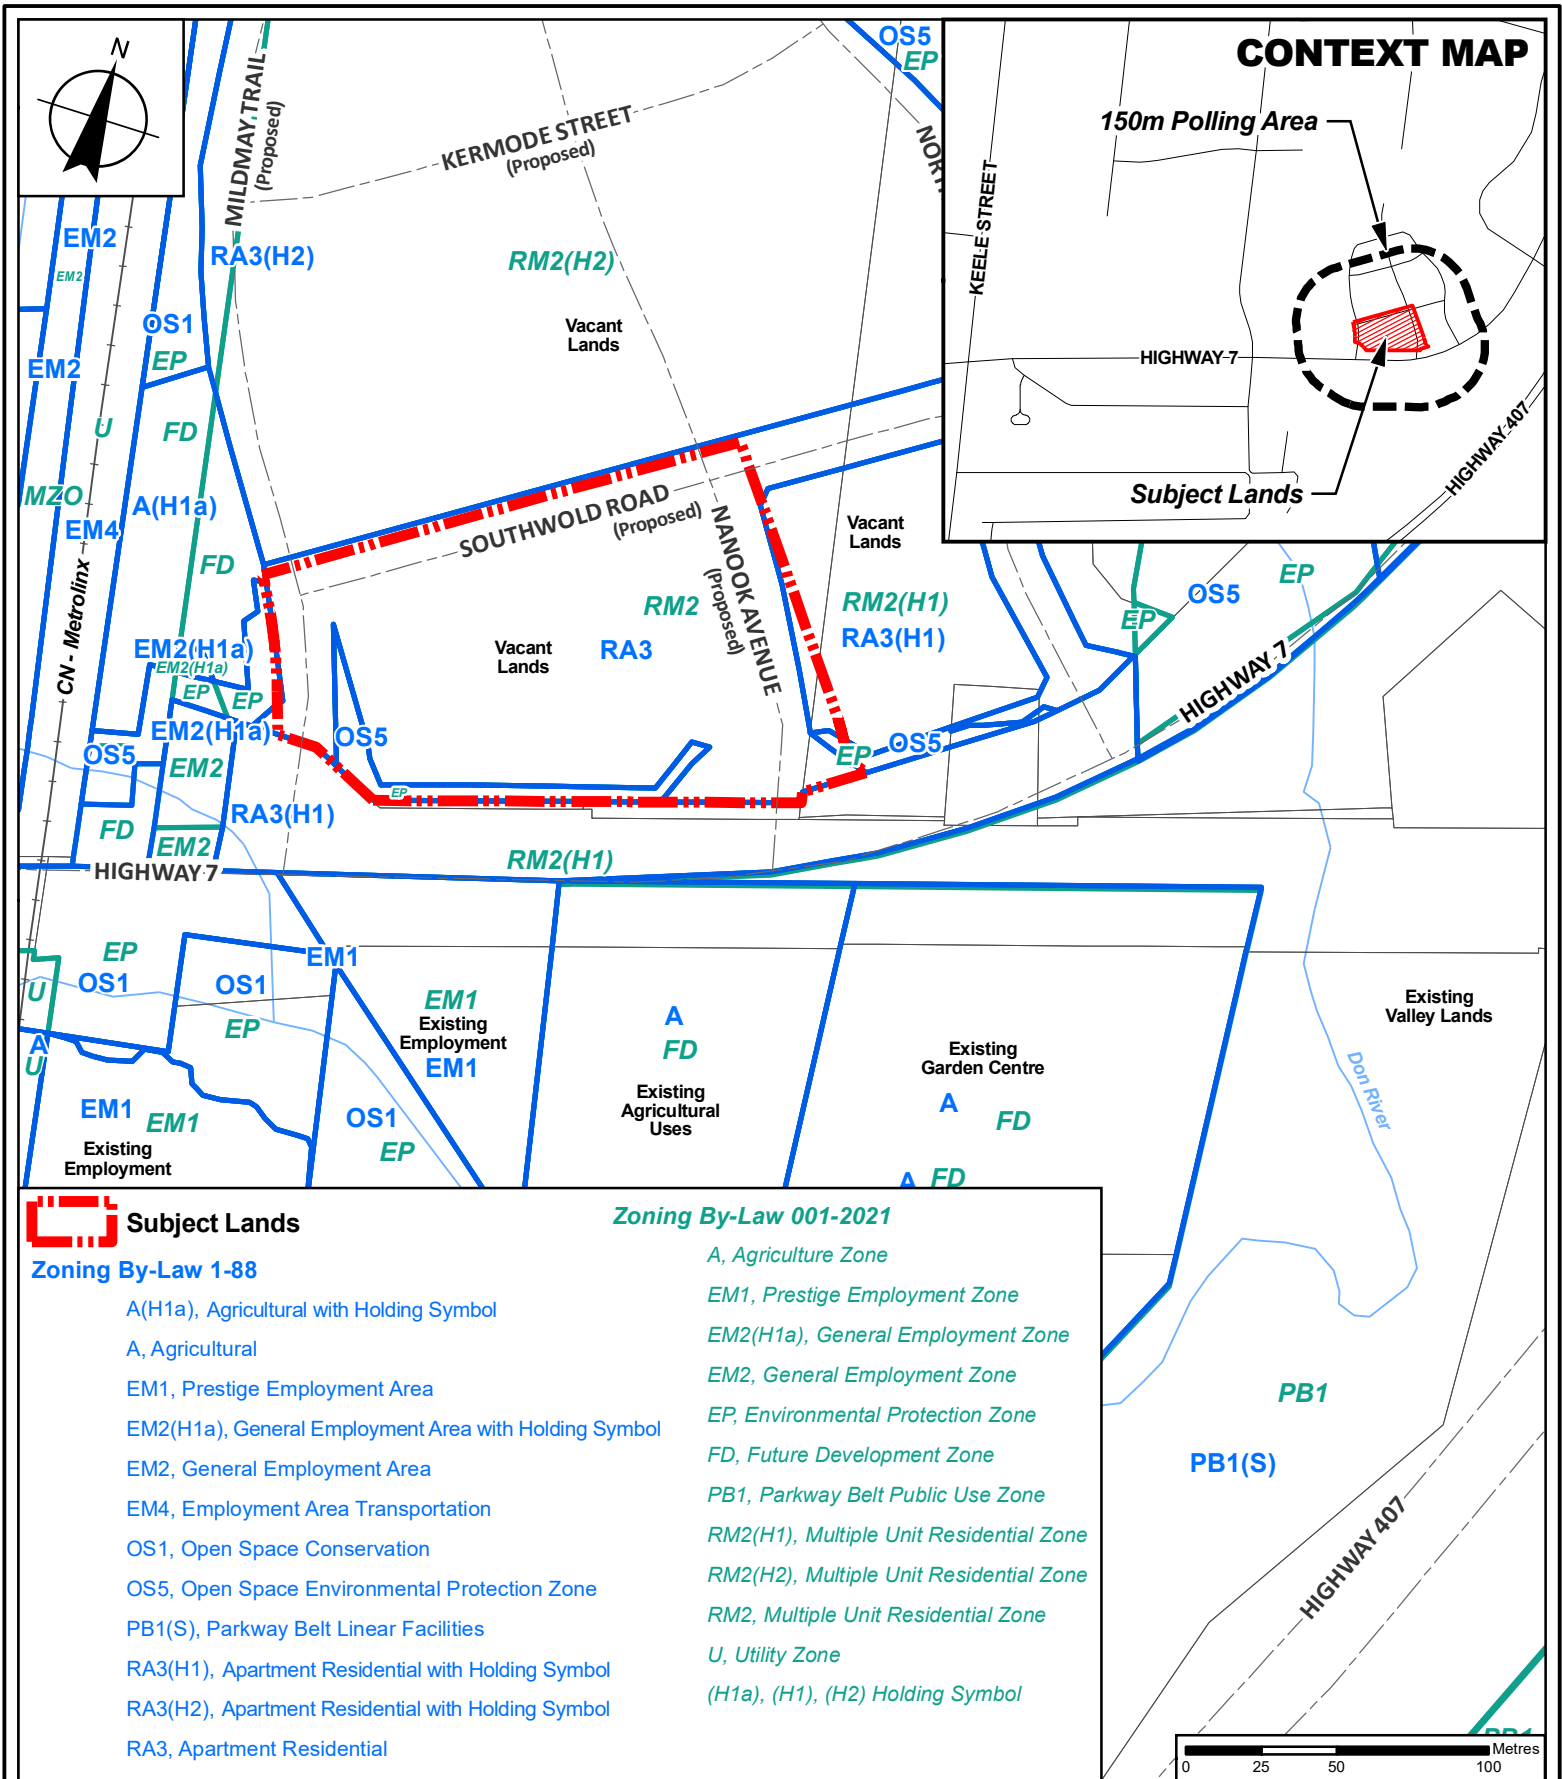 N
CONTEXT MAP
150m Polling Area
KEELE STREET
HIGHWAY 7
Subject Lands
HIGHWAY 407
OS5
EP
MILDMAY TRAIL
(Proposed)
KERMODE STREET
(Proposed)
EM2
EM2
RA3(H2)
RM2(H2)
OS1
EP
Vacant
Lands
EM2
U
FD
MZO
A(H1a)
EM4
SOUTHWOLD ROAD
(Proposed)
NANOOK AVENUE
(Proposed)
Vacant
Lands
FD
CN - Metrolinx
RM2
RM2(H1)
RA3(H1)
EP
OS5
EP
EM2(H1a)
EM2(H1a)
Vacant
Lands
RA3
EP
EP
HIGHWAY 7
EM2(H1a)
OS5
OS5
EP
OS5
EM2
EP
RA3(H1)
FD
EM2
HIGHWAY 7
RM2(H1)
EP
EM1
OS1
OS1
U
EM1
Existing
Employment
EM1
A
FD
Existing
Valley Lands
EP
A
U
Existing
Garden Centre
Don River
Existing
Agricultural
Uses
A
FD
EM1
EM1
OS1
EP
Existing
Employment
A
FD
Subject Lands
Zoning By-Law 1-88
A(H1a), Agricultural with Holding Symbol
A, Agricultural
EM1, Prestige Employment Area
EM2(H1a), General Employment Area with Holding Symbol
EM2, General Employment Area
EM4, Employment Area Transportation
OS1, Open Space Conservation
OS5, Open Space Environmental Protection Zone
PB1(S), Parkway Belt Linear Facilities
RA3(H1), Apartment Residential with Holding Symbol
RA3(H2), Apartment Residential with Holding Symbol
RA3, Apartment Residential
Zoning By-Law 001-2021
A, Agriculture Zone
EM1, Prestige Employment Zone
EM2(H1a), General Employment Zone
EM2, General Employment Zone
EP, Environmental Protection Zone
FD, Future Development Zone
PB1, Parkway Belt Public Use Zone
RM2(H1), Multiple Unit Residential Zone
RM2(H2), Multiple Unit Residential Zone
RM2, Multiple Unit Residential Zone
U, Utility Zone
(H1a), (H1), (H2) Holding Symbol
PB1
PB1(S)
HIGHWAY 407
Metres
0 25 50 100